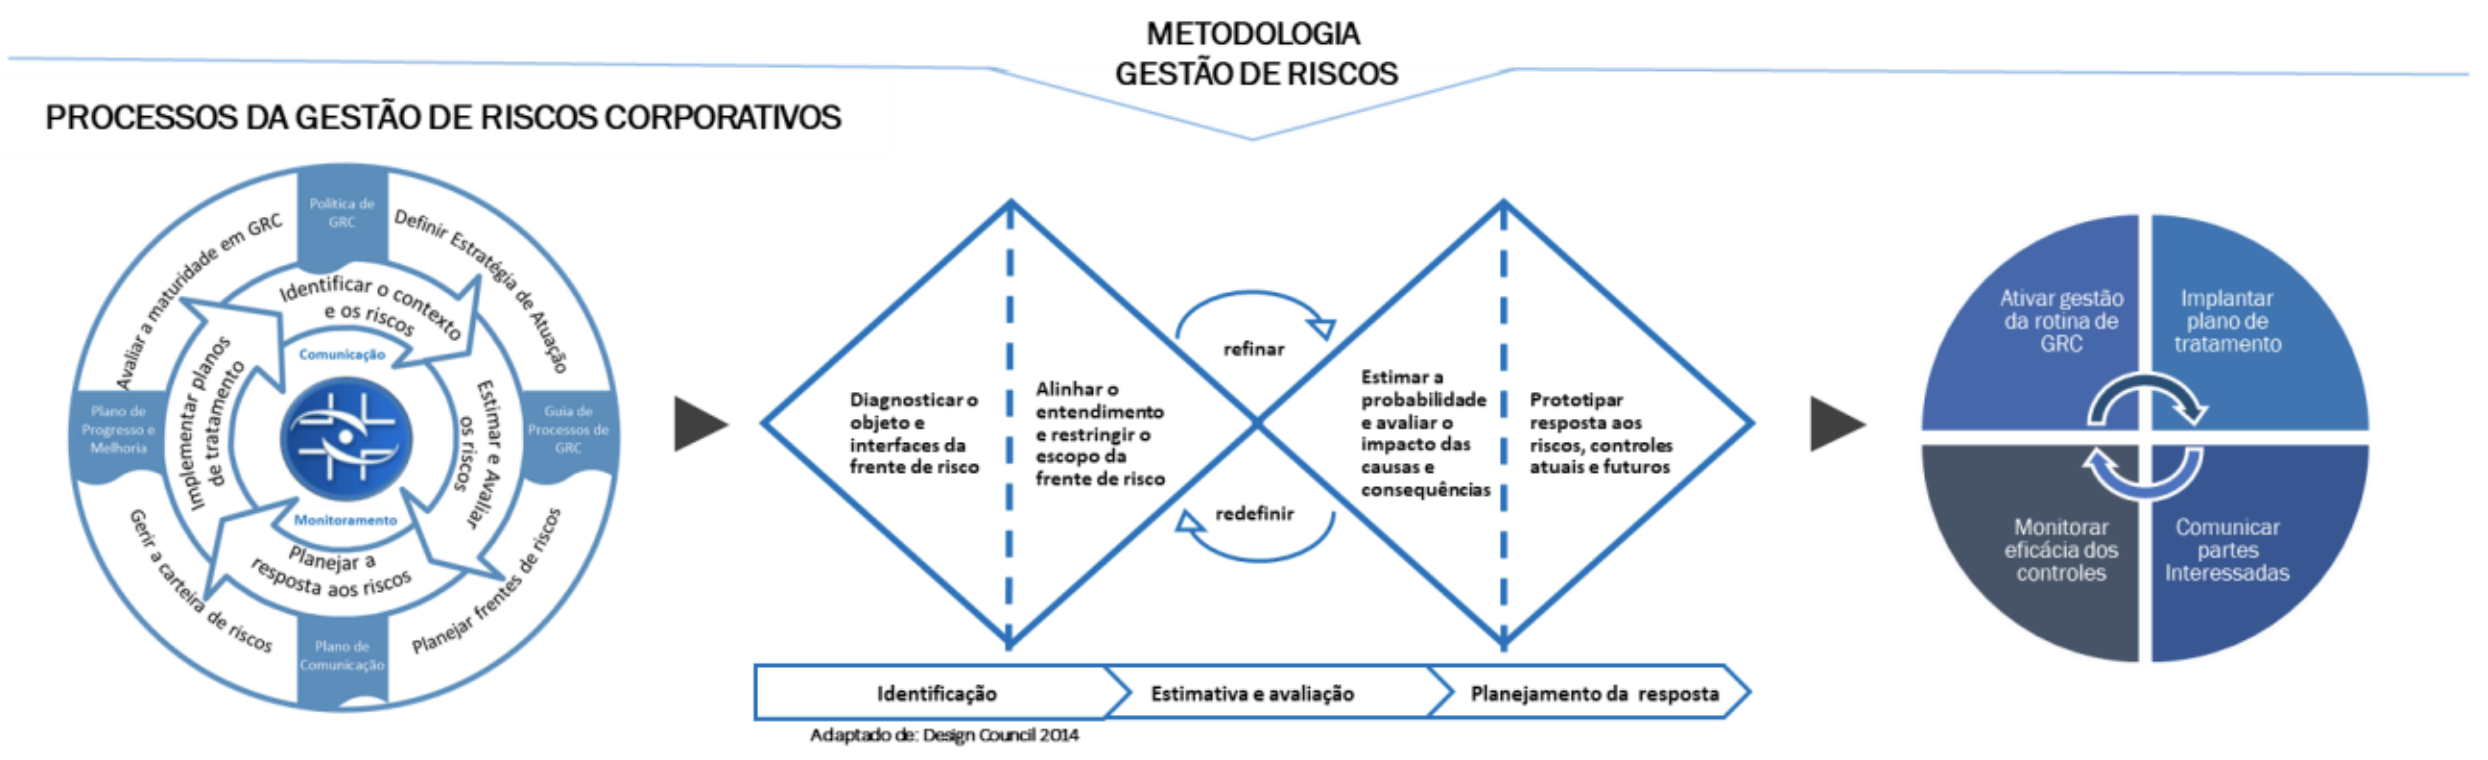 METODOLOGIA
GESTÃO DE RISCOS
PROCESSOS DA GESTÃO DE RISCOS CORPORATIVOS
Política de
GRC
Definir Estratégia de Atuação
Guia de
Processos de
GRC
Planejar frentes de riscos
Plano de
Comunicação
Gerir a carteira de riscos
Plano de
Progresso e
Melhoria
Avaliar a maturidade em GRC
Identificar o contexto
e os riscos
Estimar e Avaliar
os riscos
Planejar a
resposta aos riscos
Implementar planos
de tratamento
Comunicação
Monitoramento
Diagnosticar o
objeto e
interfaces da
frente de risco
Alinhar o
entendimento
e restringir o
escopo da
frente de risco
refinar
redefinir
Estimar a
probabilidade
e avaliar o
impacto das
causas e
consequências
Prototipar
resposta aos
riscos, controles
atuais e futuros
Identificação
Estimativa e avaliação
Planejamento da resposta
Adaptado de: Design Council 2014
Ativar gestão
da rotina de
GRC
Implantar
plano de
tratamento
Monitorar
eficácia dos
controles
Comunicar
partes
Interessadas